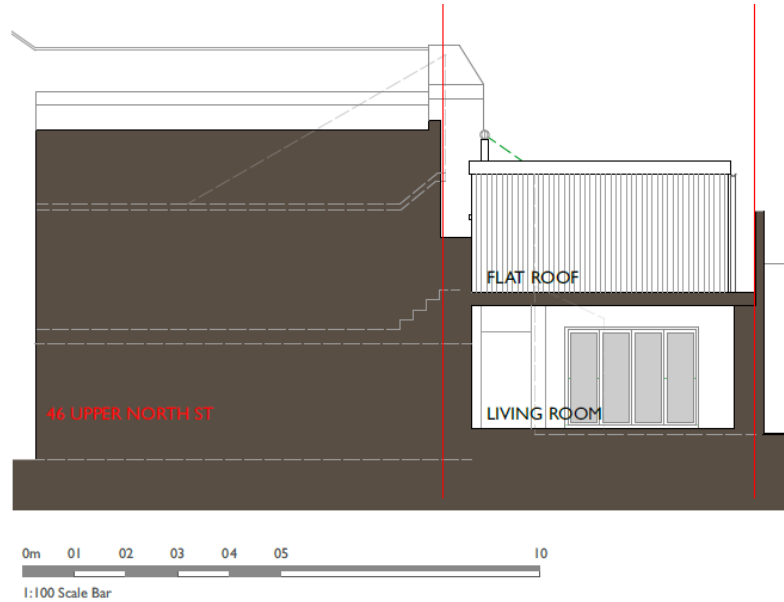 FLAT ROOF
46 UPPER NORTH ST
LIVING ROOM
0m 01 02 03 04 05 10
1:100 Scale Bar